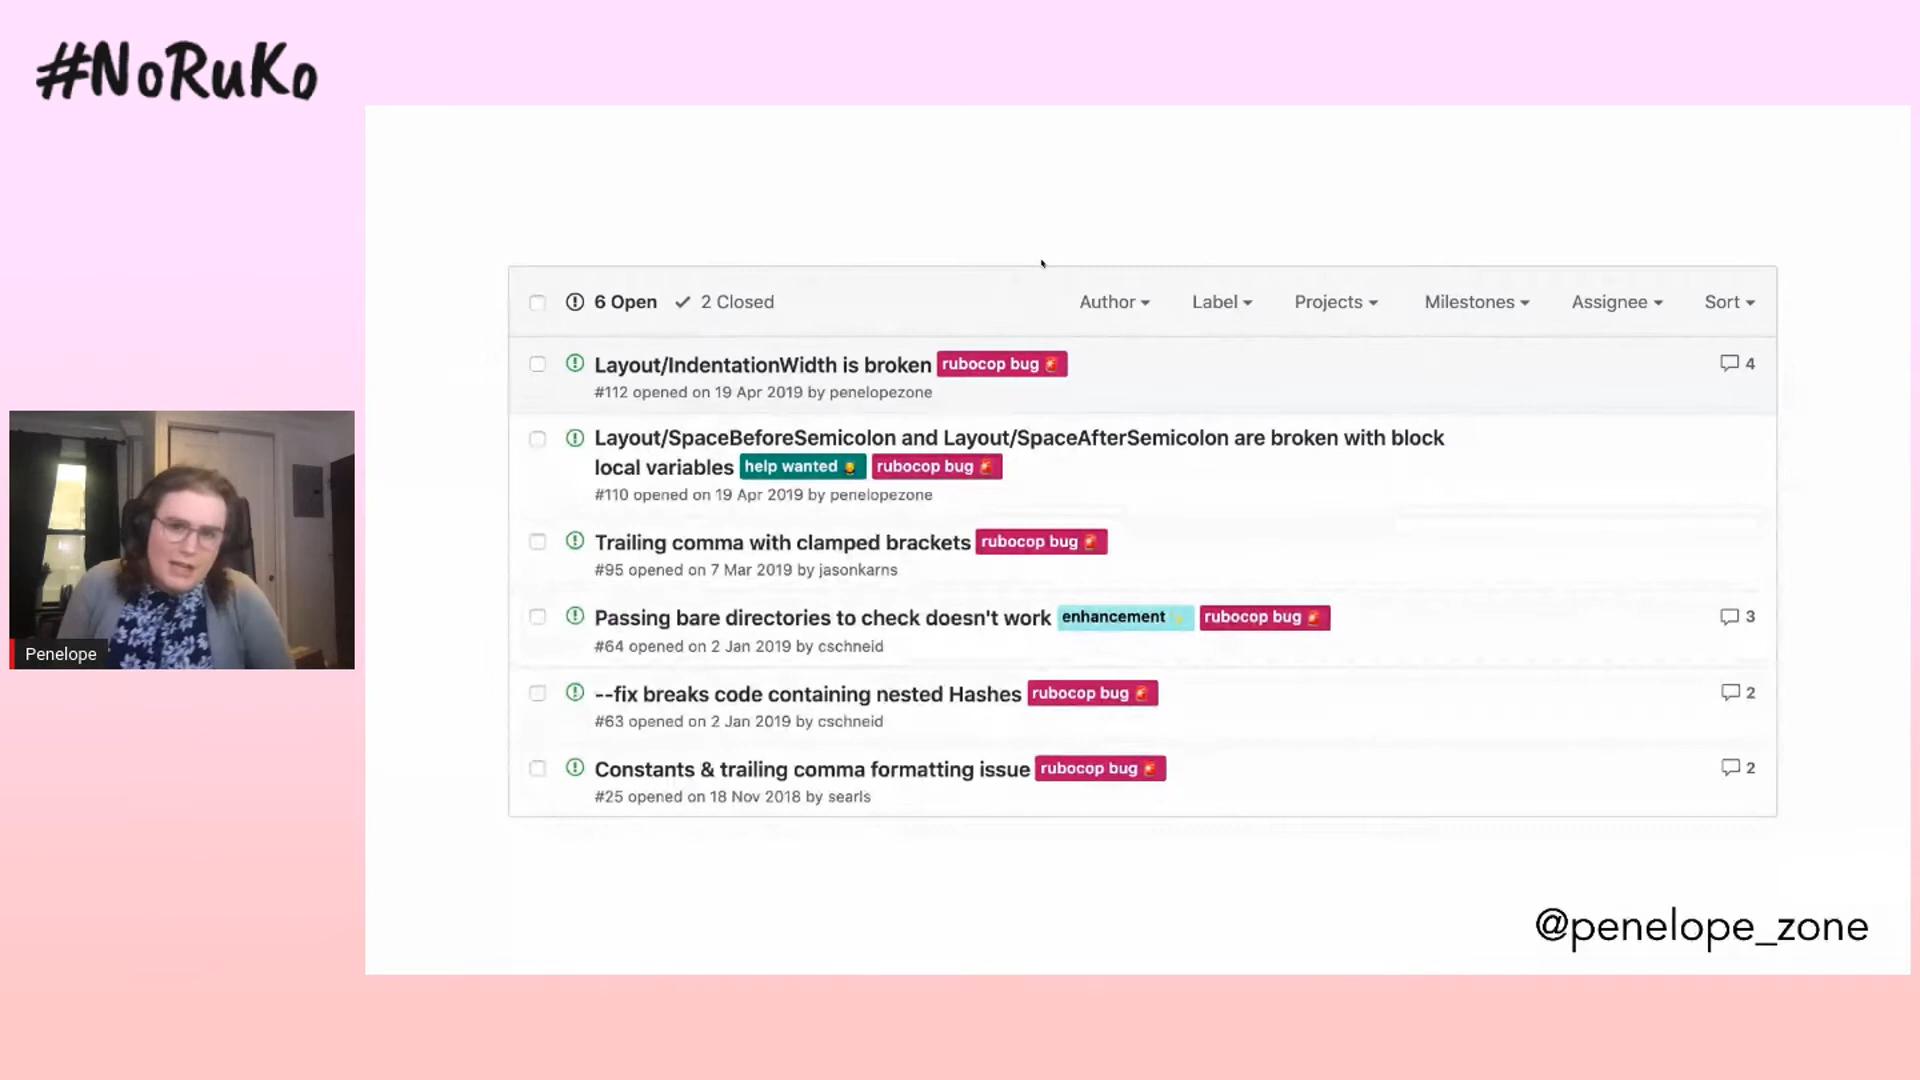 #NoRuKo
6 Open 2 Closed Author Label Projects Milestones Assignee Sort
Layout/IndentationWidth is broken rubocop bug 4
#112 opened on 19 Apr 2019 by penelopezone
Layout/SpaceBeforeSemicolon and Layout/SpaceAfterSemicolon are broken with block
local variables help wanted rubocop bug
#110 opened on 19 Apr 2019 by penelopezone
Trailing comma with clamped brackets rubocop bug
#95 opened on 7 Mar 2019 by jasonkarns
Passing bare directories to check doesn't work enhancement rubocop bug 3
#64 opened on 2 Jan 2019 by cschneid
--fix breaks code containing nested Hashes rubocop bug 2
#63 opened on 2 Jan 2019 by cschneid
Constants & trailing comma formatting issue rubocop bug 2
#25 opened on 18 Nov 2018 by searls
Penelope
@penelope_zone